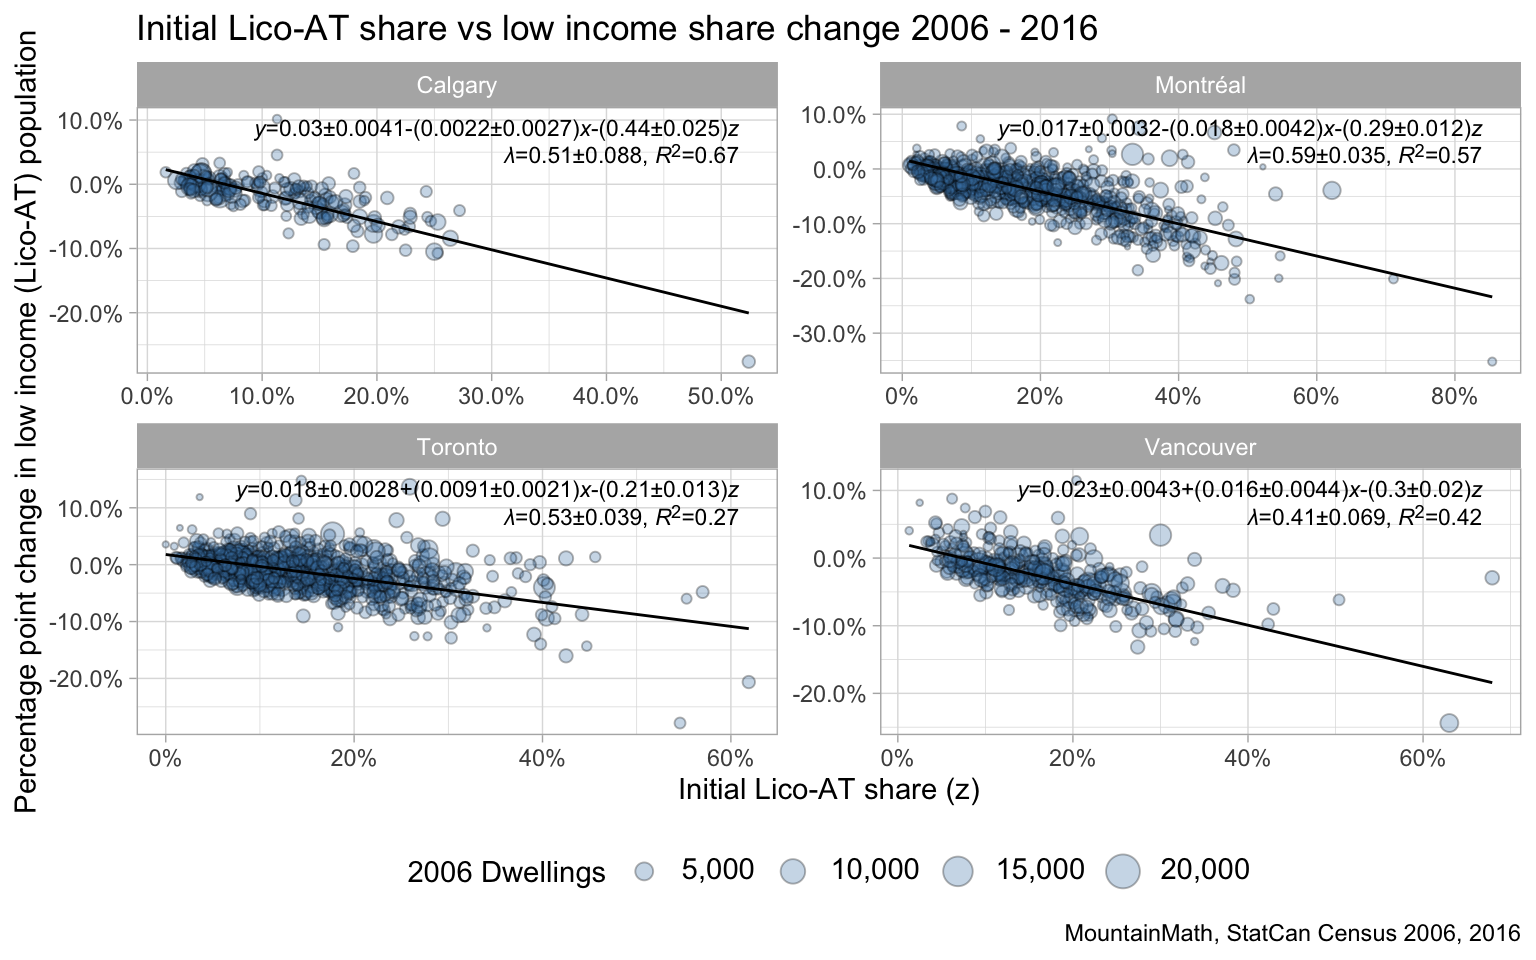 Initial Lico-AT share vs low income share change 2006 - 2016
Percentage point change in low income (Lico-AT) population
Calgary
y=0.03±0.0041-(0.0022±0.0027)x-(0.44±0.025)z
λ=0.51±0.088, R²=0.67
10.0%
0.0%
-10.0%
-20.0%
0.0% 10.0% 20.0% 30.0% 40.0% 50.0%
Montréal
y=0.017±0.0032-(0.018±0.0042)x-(0.29±0.012)z
λ=0.59±0.035, R²=0.57
10.0%
0.0%
-10.0%
-20.0%
-30.0%
0% 20% 40% 60% 80%
Toronto
y=0.018±0.0028+(0.0091±0.0021)x-(0.21±0.013)z
λ=0.53±0.039, R²=0.27
10.0%
0.0%
-10.0%
-20.0%
0% 20% 40% 60%
Vancouver
y=0.023±0.0043+(0.016±0.0044)x-(0.3±0.02)z
λ=0.41±0.069, R²=0.42
10.0%
0.0%
-10.0%
-20.0%
0% 20% 40% 60%
Initial Lico-AT share (z)
2006 Dwellings 5,000 10,000 15,000 20,000
MountainMath, StatCan Census 2006, 2016